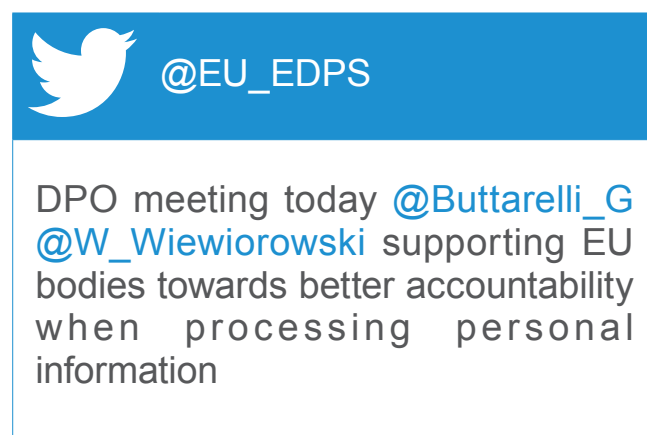 @EU_EDPS
DPO meeting today @Buttarelli_G
@W_Wiewiorowski supporting EU
bodies towards better accountability
when processing personal
information